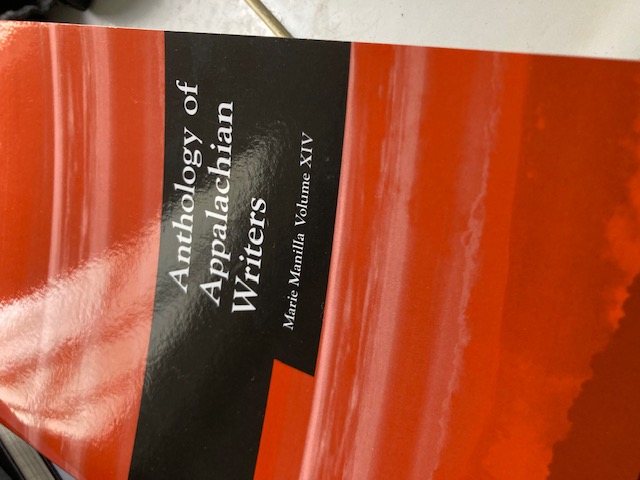 Anthology of
Appalachian
Writers
Marie Manilla Volume XIV